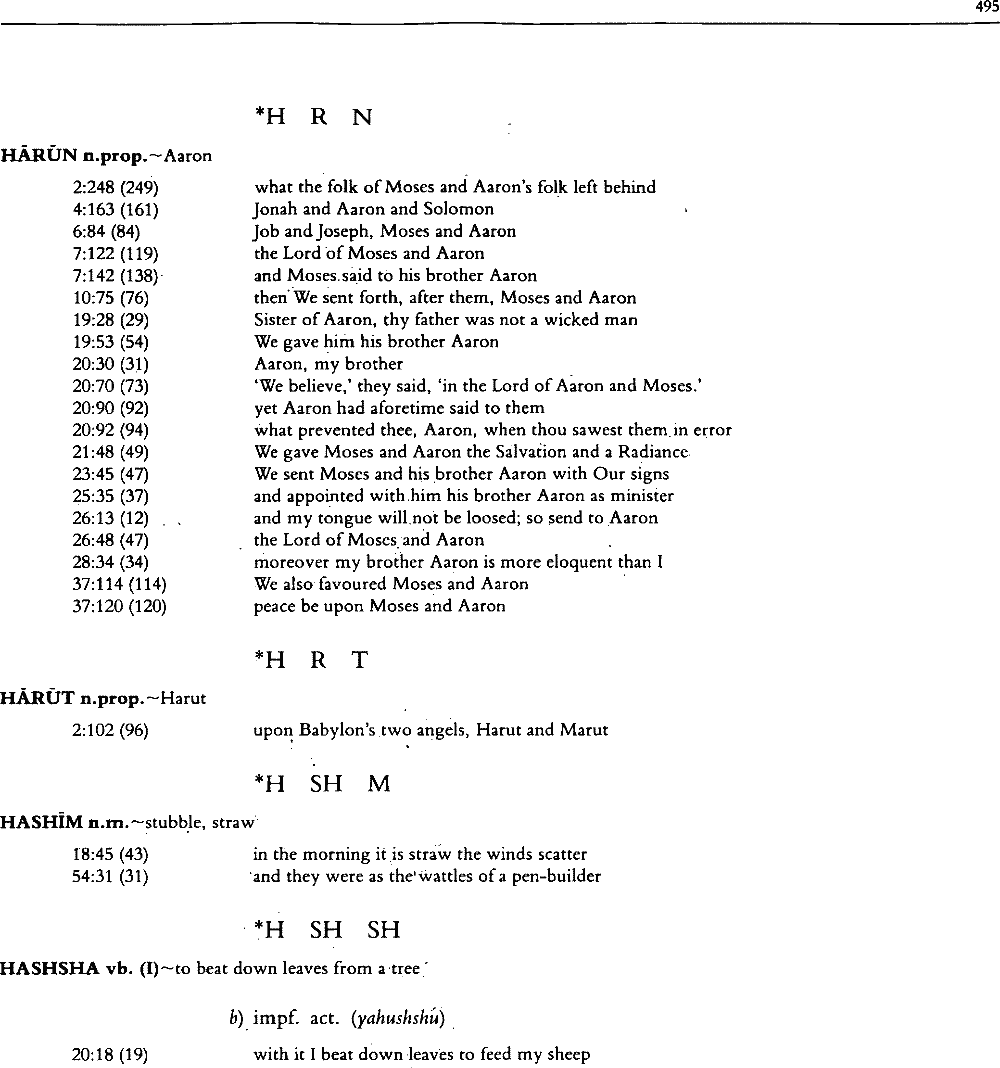 495
*H R N
HĀRŪN n.prop.~Aaron
2:248 (249) what the folk of Moses and Aaron's folk left behind
4:163 (161) Jonah and Aaron and Solomon
6:84 (84) Job and Joseph, Moses and Aaron
7:122 (119) the Lord of Moses and Aaron
7:142 (138) and Moses said to his brother Aaron
10:75 (76) then We sent forth, after them, Moses and Aaron
19:28 (29) Sister of Aaron, thy father was not a wicked man
19:53 (54) We gave him his brother Aaron
20:30 (31) Aaron, my brother
20:70 (73) 'We believe,' they said, 'in the Lord of Aaron and Moses.'
20:90 (92) yet Aaron had aforetime said to them
20:92 (94) what prevented thee, Aaron, when thou sawest them in error
21:48 (49) We gave Moses and Aaron the Salvation and a Radiance
23:45 (47) We sent Moses and his brother Aaron with Our signs
25:35 (37) and appointed with him his brother Aaron as minister
26:13 (12) and my tongue will not be loosed; so send to Aaron
26:48 (47) the Lord of Moses and Aaron
28:34 (34) moreover my brother Aaron is more eloquent than I
37:114 (114) We also favoured Moses and Aaron
37:120 (120) peace be upon Moses and Aaron
*H R T
HĀRŪT n.prop.~Harut
2:102 (96) upon Babylon's two angels, Harut and Marut
*H SH M
HASHĪM n.m.~stubble, straw
18:45 (43) in the morning it is straw the winds scatter
54:31 (31) and they were as the wattles of a pen-builder
*H SH SH
HASHSHA vb. (I)~to beat down leaves from a tree
b) impf. act. (yahushshu)
20:18 (19) with it I beat down leaves to feed my sheep